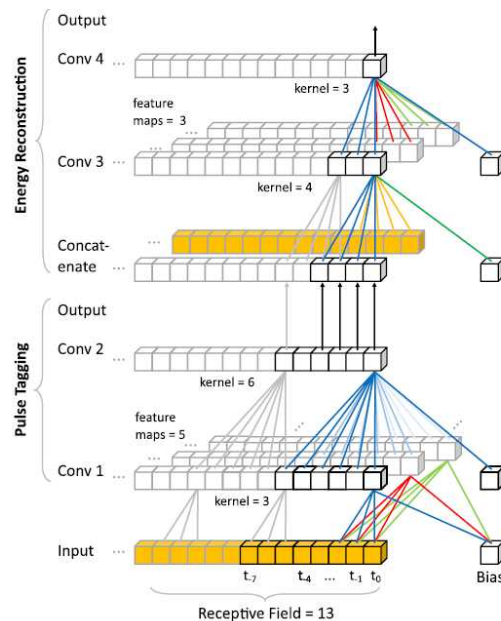 Output
Conv 4 ...
kernel = 3
feature
maps = 3
...
...
Conv 3 ...
kernel = 4
...
Concat-
enate ...
Energy Reconstruction
Output
Conv 2 ...
kernel = 6
feature
maps = 5
...
...
...
Conv 1 ...
kernel = 3
Pulse Tagging
Input ...
t-7 t-4 ... t-1 t0
Bias
Receptive Field = 13